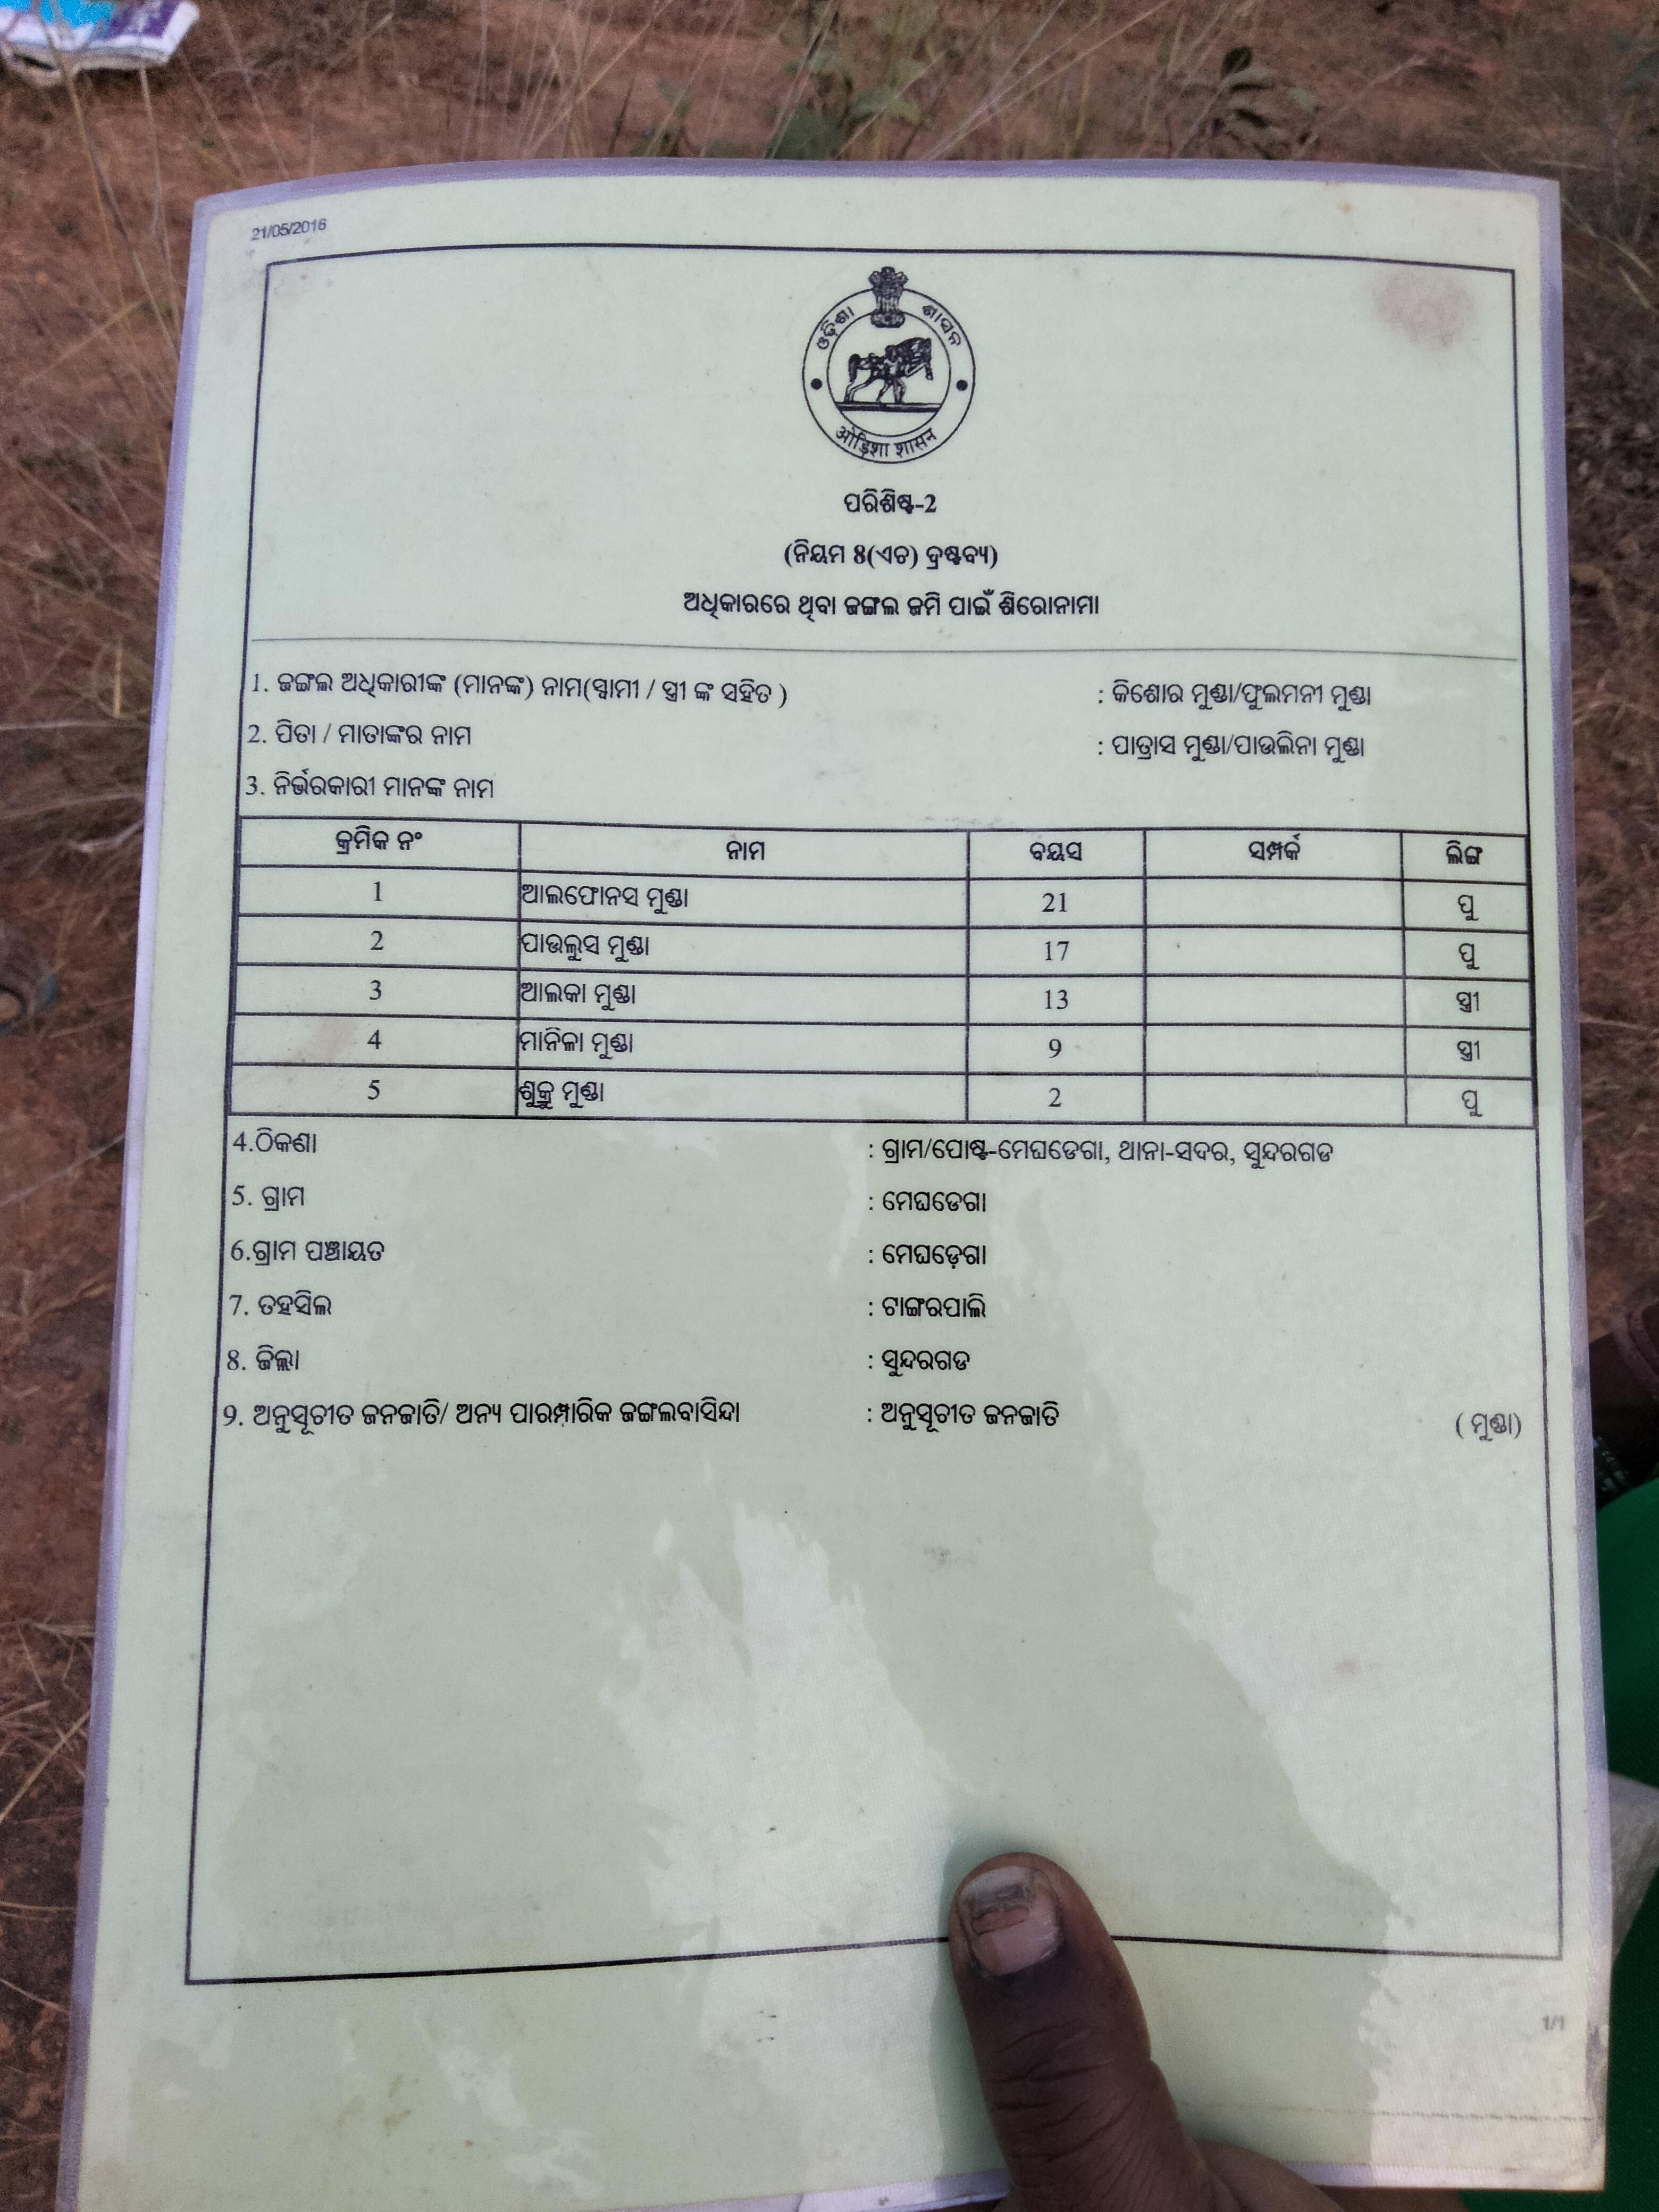 21/05/2016
ଓଡ଼ିଶା ଶାସନ
ओड़िशा शासन
ପରିଶିଷ୍ଟ-2
(ନିୟମ ୫(ଏଚ) ଦ୍ରଷ୍ଟବ୍ୟ)
ଅଧିକାରରେ ଥିବା ଜଙ୍ଗଲ ଜମି ପାଇଁ ଶିରୋନାମା
1. ଜଙ୍ଗଲ ଅଧିକାରୀଙ୍କ (ମାନଙ୍କ) ନାମ(ସ୍ଵାମୀ / ସ୍ତ୍ରୀ ଙ୍କ ସହିତ ) : କିଶୋର ମୁଣ୍ଡା/ଫୁଲମନୀ ମୁଣ୍ଡା
2. ପିତା / ମାତାଙ୍କର ନାମ : ପାତ୍ରାସ ମୁଣ୍ଡା/ପାଉଲିନା ମୁଣ୍ଡା
3. ନିର୍ଭରକାରୀ ମାନଙ୍କ ନାମ
କ୍ରମିକ ନଂ ନାମ ବୟସ ସମ୍ପର୍କ ଲିଙ୍ଗ
1 ଆଲଫୋନସ ମୁଣ୍ଡା 21 ପୁ
2 ପାଉଲୁସ ମୁଣ୍ଡା 17 ପୁ
3 ଆଲକା ମୁଣ୍ଡା 13 ସ୍ତ୍ରୀ
4 ମାନିଳା ମୁଣ୍ଡା 9 ସ୍ତ୍ରୀ
5 ଶୁକ୍ରୁ ମୁଣ୍ଡା 2 ପୁ
4.ଠିକଣା : ଗ୍ରାମ/ପୋଷ୍ଟ-ମେଘଡେଗା, ଥାନା-ସଦର, ସୁନ୍ଦରଗଡ
5. ଗ୍ରାମ : ମେଘଡେଗା
6.ଗ୍ରାମ ପଞ୍ଚାୟତ : ମେଘଡ଼େଗା
7. ତହସିଲ : ଟାଙ୍ଗରପାଲି
8. ଜିଲ୍ଲା : ସୁନ୍ଦରଗଡ
9. ଅନୁସୂଚୀତ ଜନଜାତି/ ଅନ୍ୟ ପାରମ୍ପାରିକ ଜଙ୍ଗଲବାସିନ୍ଦା : ଅନୁସୂଚୀତ ଜନଜାତି ( ମୁଣ୍ଡା)
1/1